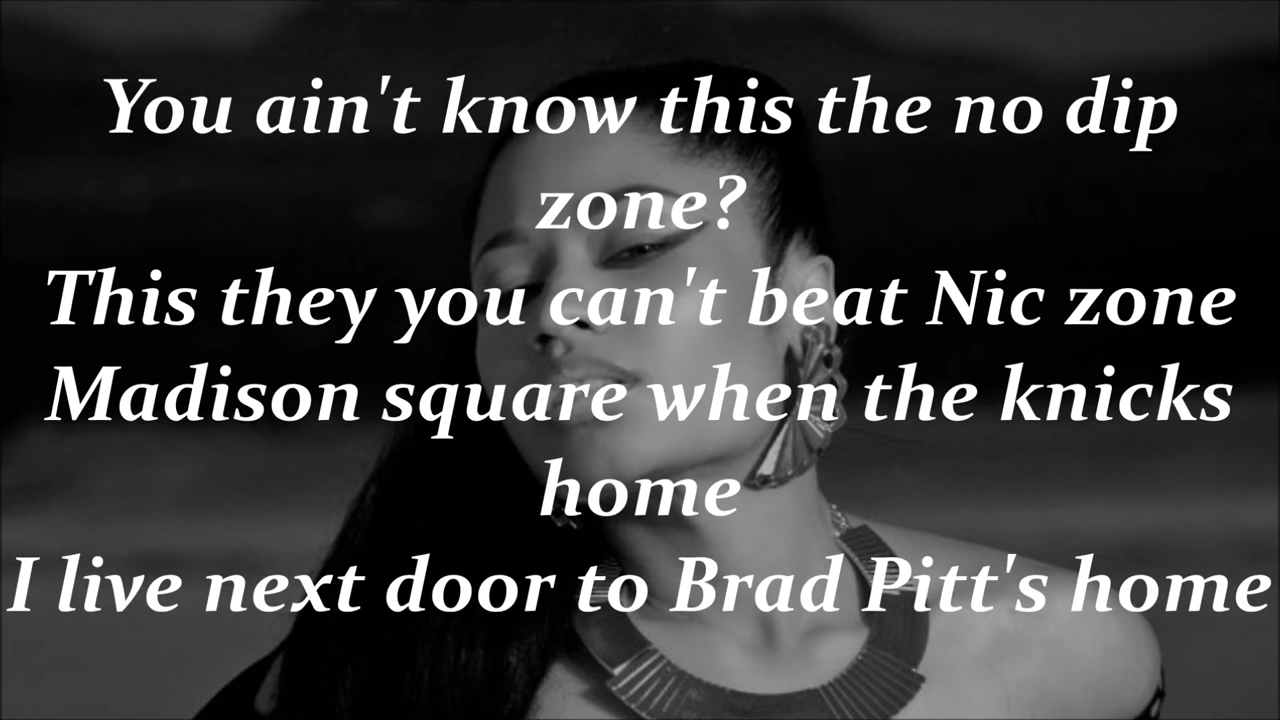 You ain't know this the no dip
zone?
This they you can't beat Nic zone
Madison square when the knicks
home
I live next door to Brad Pitt's home